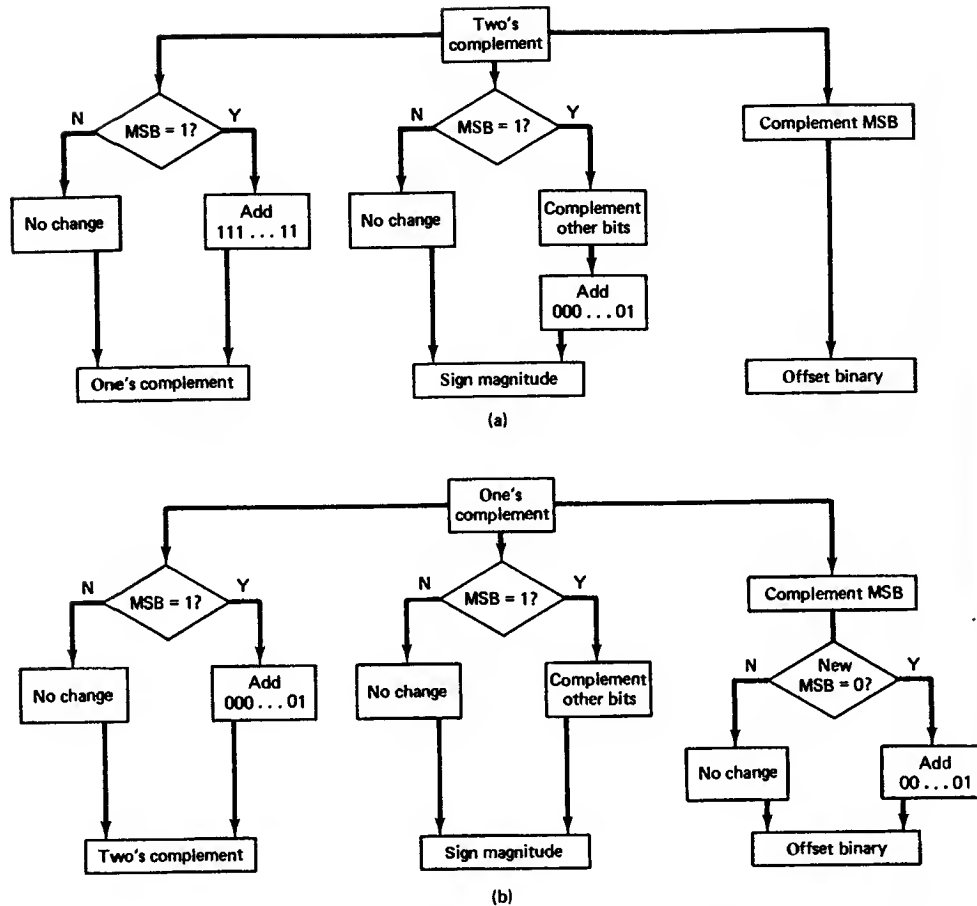 Two's
complement
N
MSB = 1?
Y
N
MSB = 1?
Y
Complement MSB
No change
Add
111 . . . 11
No change
Complement
other bits
Add
000 . . . 01
One's complement
Sign magnitude
Offset binary
(a)
One's
complement
N
MSB = 1?
Y
N
MSB = 1?
Y
Complement MSB
N
New
MSB = 0?
Y
No change
Add
000 . . . 01
No change
Complement
other bits
No change
Add
00 . . . 01
Two's complement
Sign magnitude
Offset binary
(b)